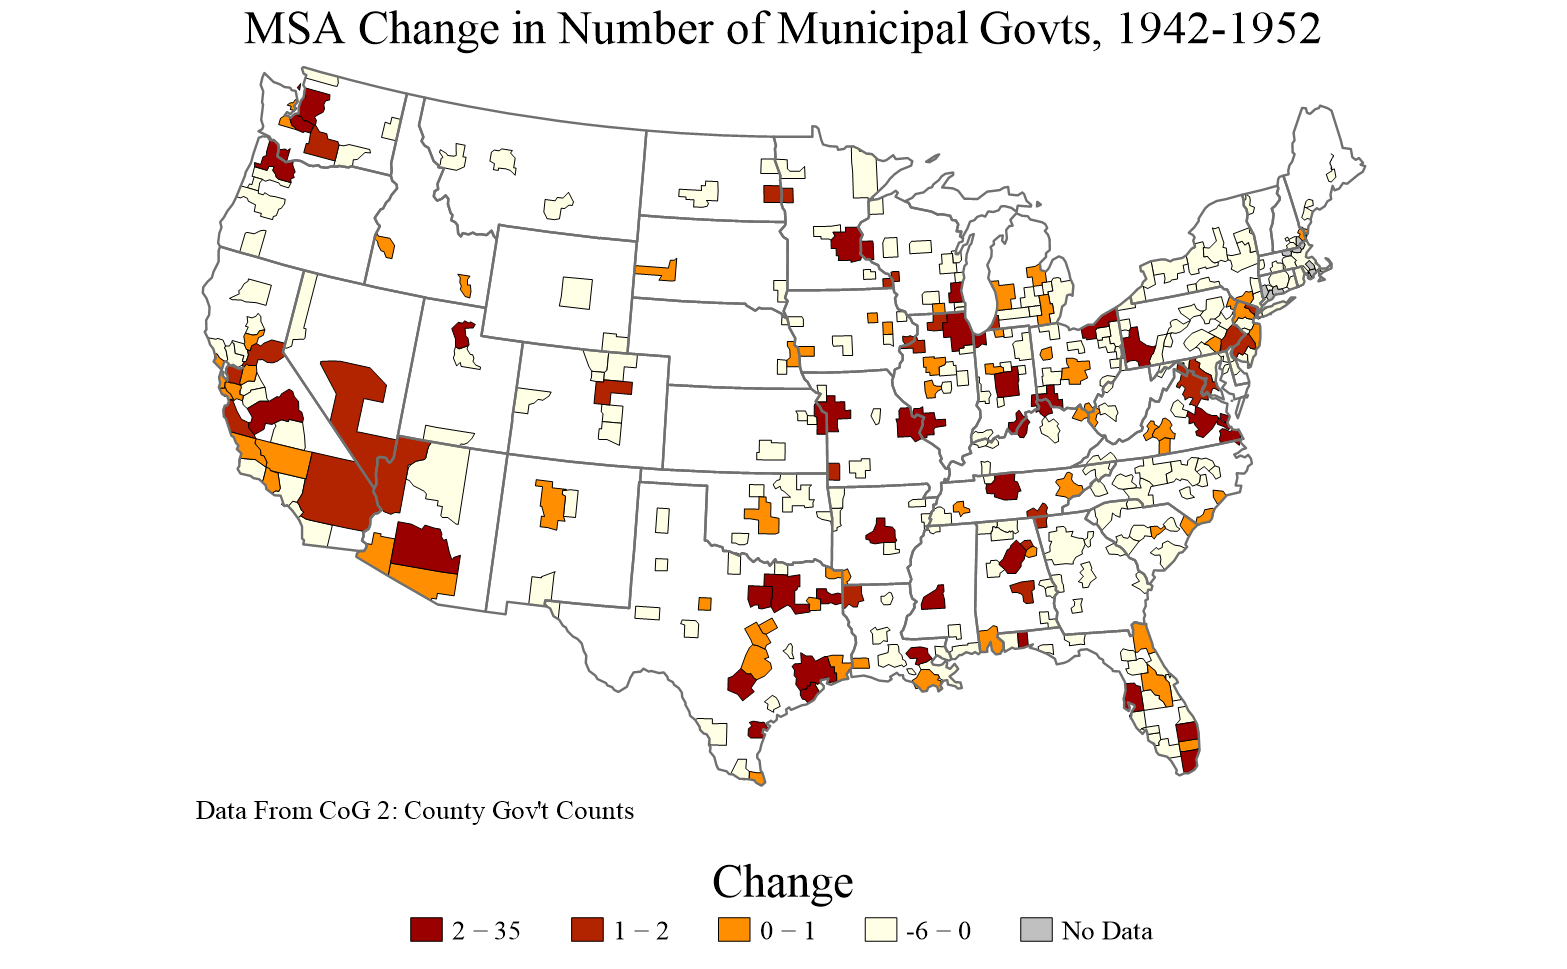 MSA Change in Number of Municipal Govts, 1942-1952
Data From CoG 2: County Gov't Counts
Change
2 − 35
1 − 2
0 − 1
-6 − 0
No Data